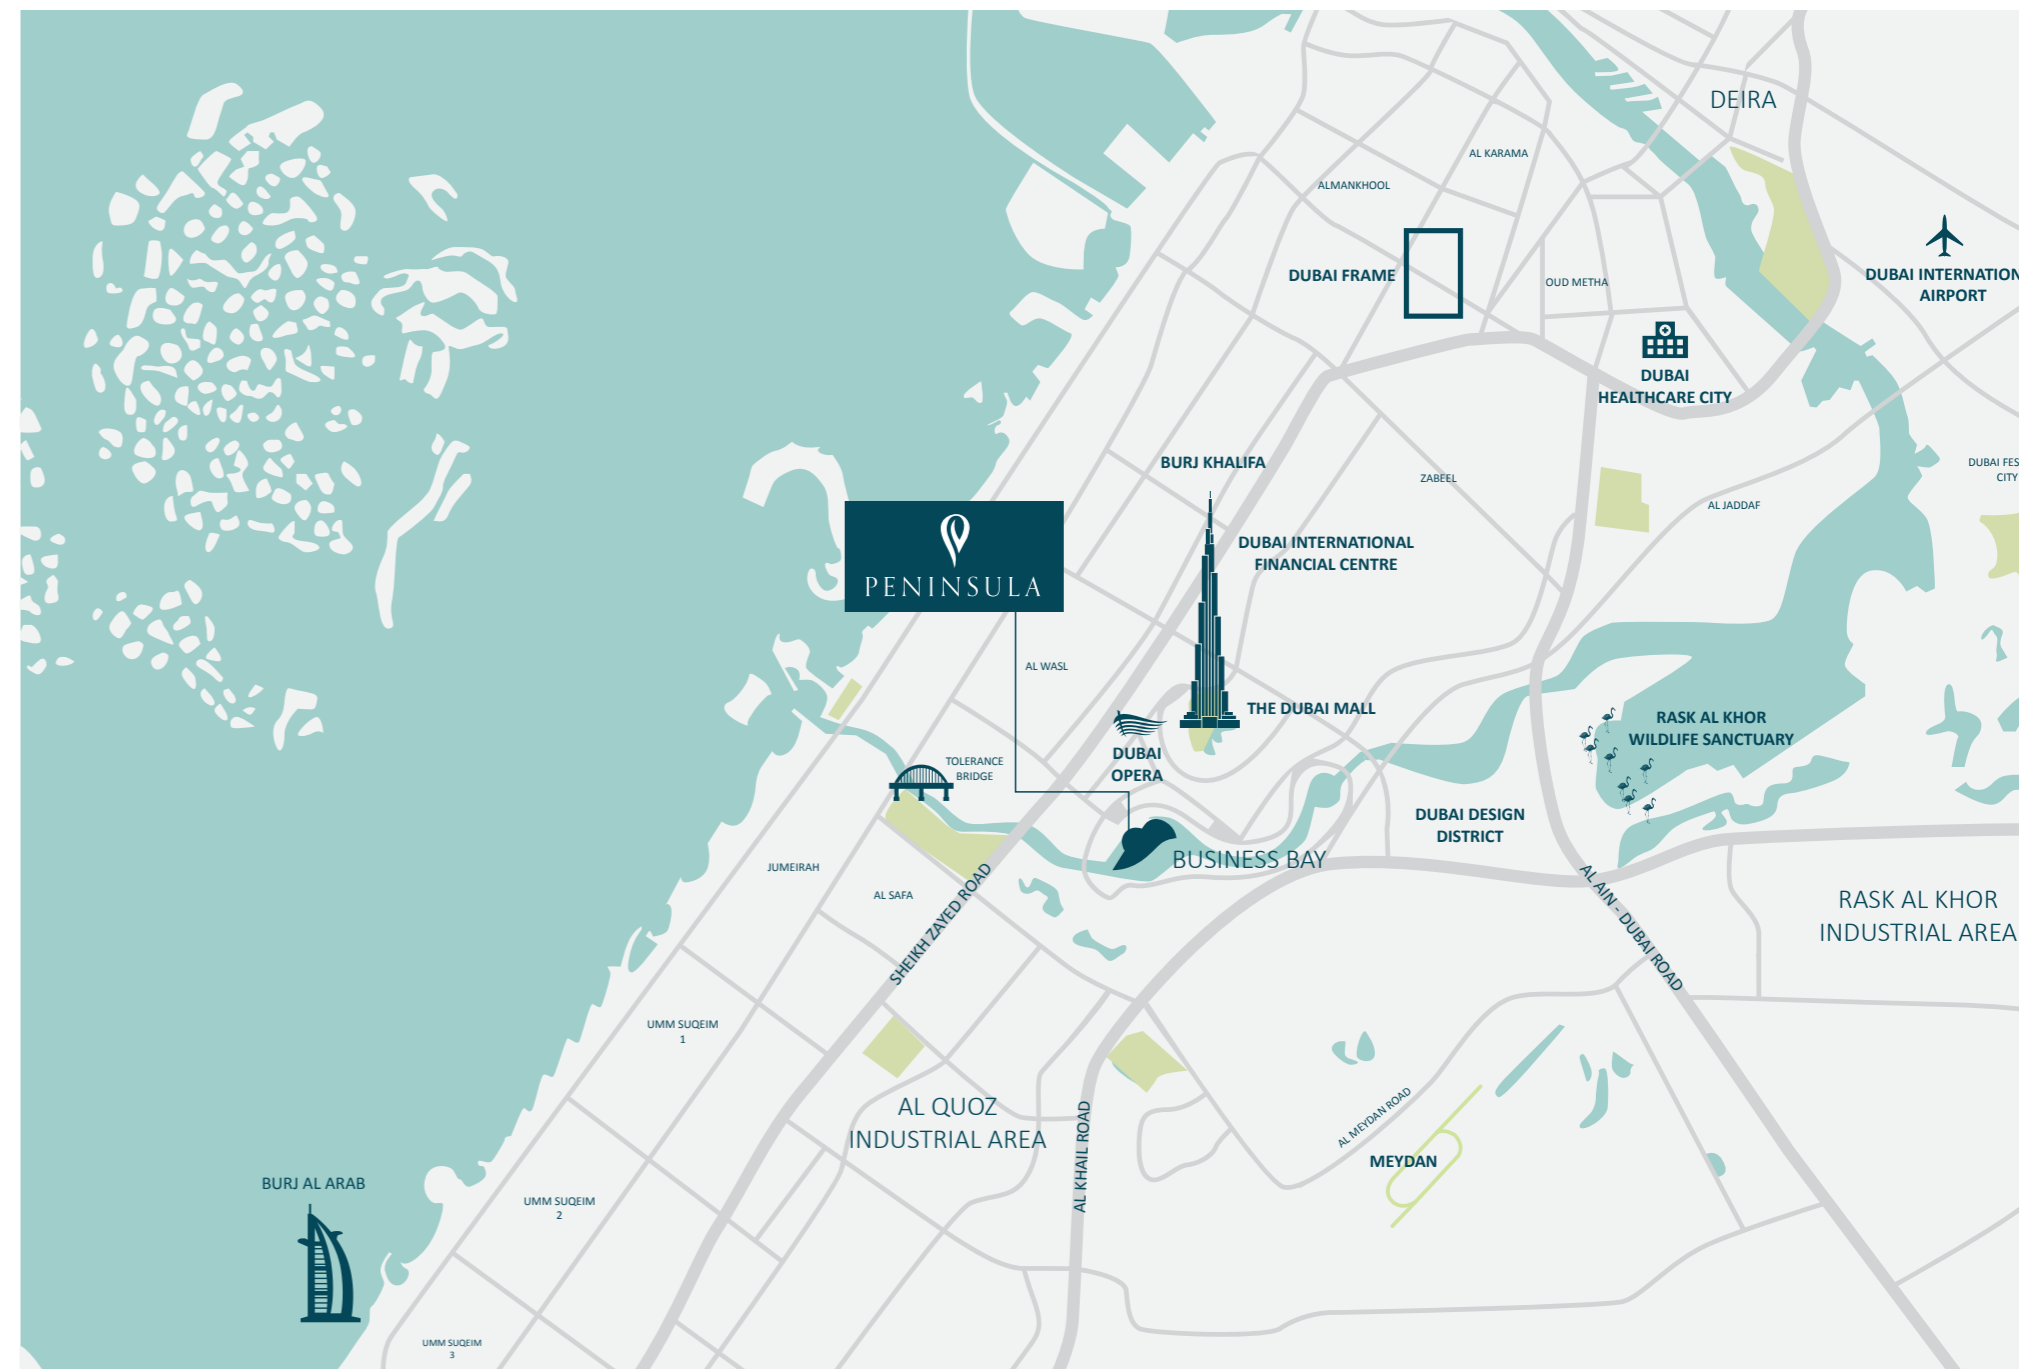 DEIRA
AL KARAMA
ALMANKHOOL
DUBAI FRAME
OUD METHA
DUBAI INTERNATION
AIRPORT
DUBAI
HEALTHCARE CITY
BURJ KHALIFA
ZABEEL
DUBAI FES
CITY
AL JADDAF
DUBAI INTERNATIONAL
FINANCIAL CENTRE
PENINSULA
AL WASL
THE DUBAI MALL
RASK AL KHOR
WILDLIFE SANCTUARY
DUBAI
OPERA
TOLERANCE
BRIDGE
DUBAI DESIGN
DISTRICT
BUSINESS BAY
JUMEIRAH
AL SAFA
SHEIKH ZAYED ROAD
AL AIN - DUBAI ROAD
RASK AL KHOR
INDUSTRIAL AREA
UMM SUQEIM
1
AL QUOZ
INDUSTRIAL AREA
AL KHAIL ROAD
AL MEYDAN ROAD
MEYDAN
BURJ AL ARAB
UMM SUQEIM
2
UMM SUQEIM
3